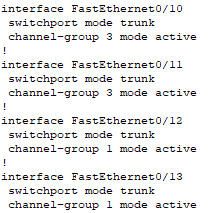 interface FastEthernet0/10
 switchport mode trunk
 channel-group 3 mode active
!
interface FastEthernet0/11
 switchport mode trunk
 channel-group 3 mode active
!
interface FastEthernet0/12
 switchport mode trunk
 channel-group 1 mode active
!
interface FastEthernet0/13
 switchport mode trunk
 channel-group 1 mode active